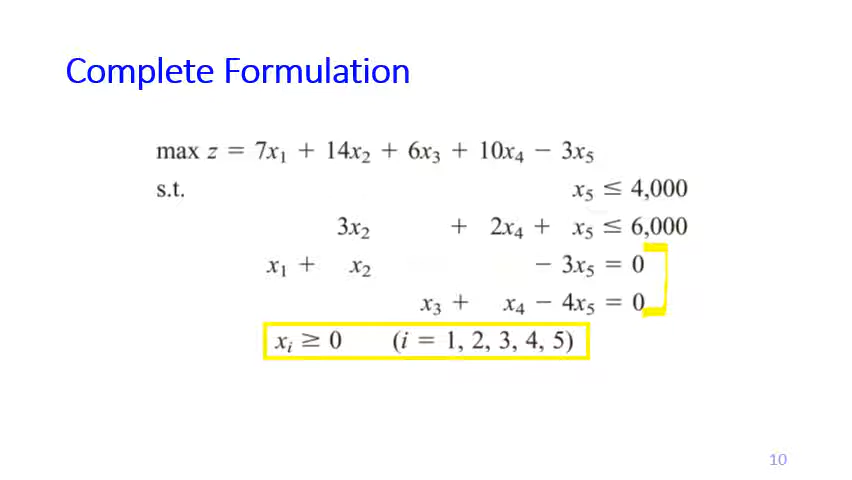 Complete Formulation
max z = 7x₁ + 14x₂ + 6x₃ + 10x₄ − 3x₅
s.t. x₅ ≤ 4,000
3x₂ + 2x₄ + x₅ ≤ 6,000
x₁ + x₂ − 3x₅ = 0
x₃ + x₄ − 4x₅ = 0
xᵢ ≥ 0 (i = 1, 2, 3, 4, 5)
10